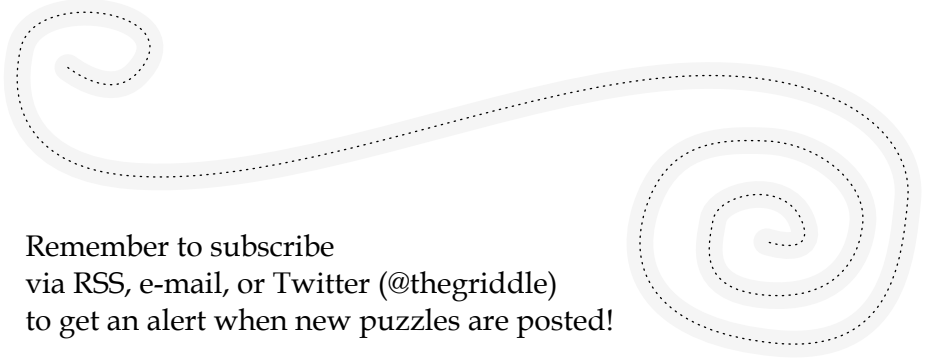 Remember to subscribe
via RSS, e-mail, or Twitter (@thegriddle)
to get an alert when new puzzles are posted!